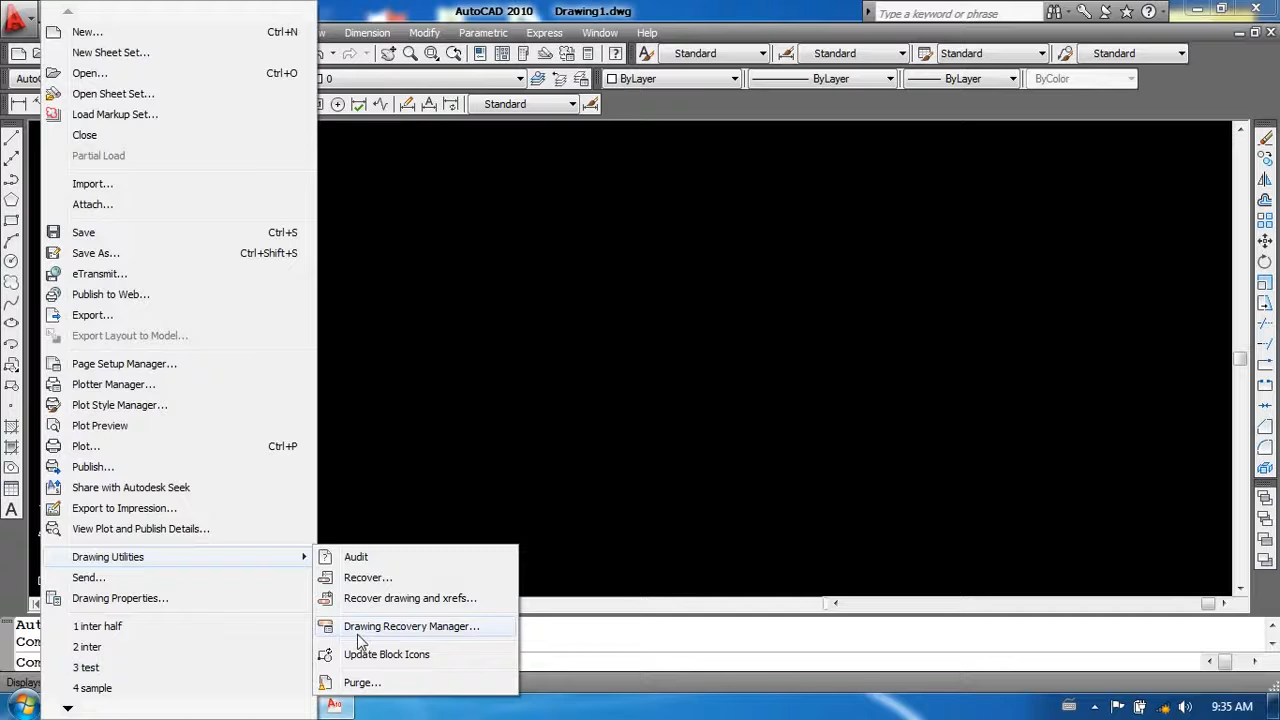 AutoCAD 2010 Drawing1.dwg
Type a keyword or phrase
Dimension Modify Parametric Express Window Help
Standard Standard Standard Standard
0 ByLayer ByLayer ByLayer ByColor
Standard
New... Ctrl+N
New Sheet Set...
Open... Ctrl+O
Open Sheet Set...
Load Markup Set...
Close
Partial Load
Import...
Attach...
Save Ctrl+S
Save As... Ctrl+Shift+S
eTransmit...
Publish to Web...
Export...
Export Layout to Model...
Page Setup Manager...
Plotter Manager...
Plot Style Manager...
Plot Preview
Plot... Ctrl+P
Publish...
Share with Autodesk Seek
Export to Impression...
View Plot and Publish Details...
Drawing Utilities
Send...
Drawing Properties...
1 inter half
2 inter
3 test
4 sample
Audit
Recover...
Recover drawing and xrefs...
Drawing Recovery Manager...
Update Block Icons
Purge...
9:35 AM